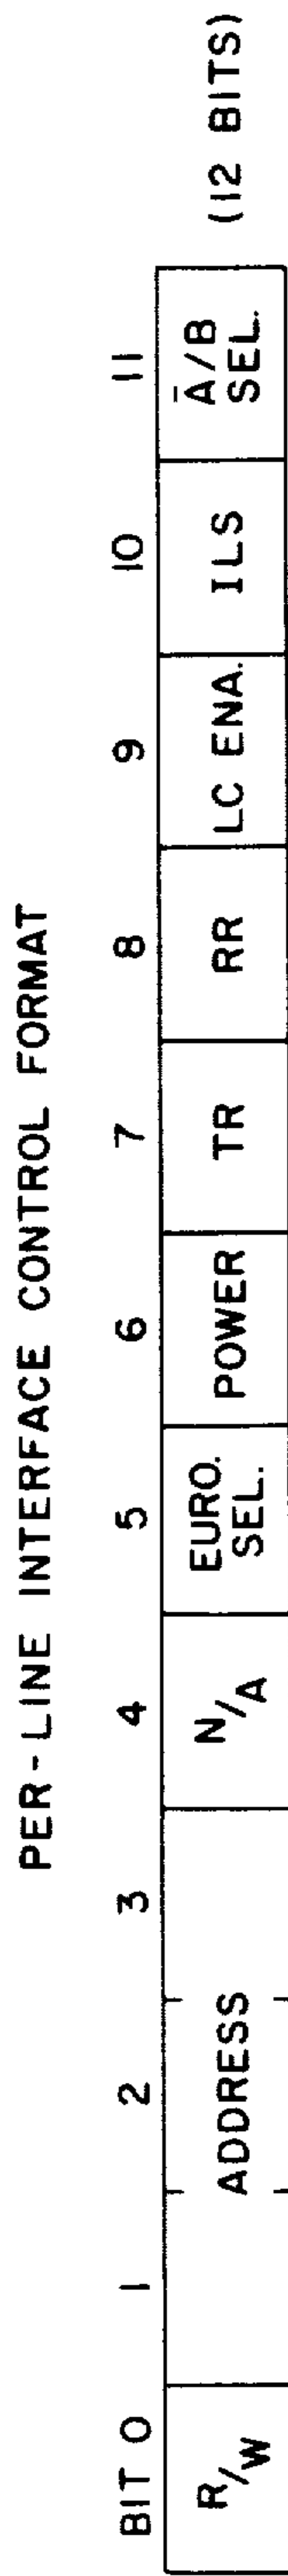 PER-LINE INTERFACE CONTROL FORMAT
BIT 0 1 2 3 4 5 6 7 8 9 10 11
R/W ADDRESS N/A EURO. SEL. POWER TR RR LC ENA. ILS Ā/B SEL. (12 BITS)